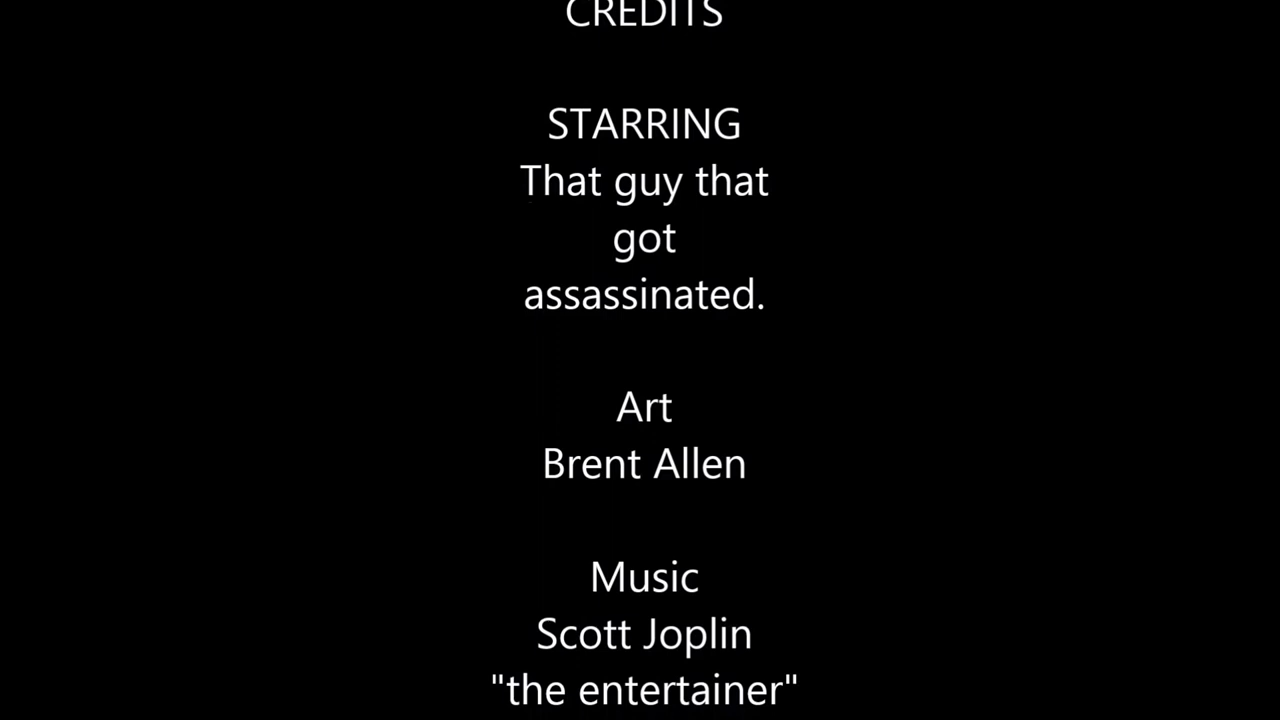 CREDITS
STARRING
That guy that
got
assassinated.
Art
Brent Allen
Music
Scott Joplin
"the entertainer"